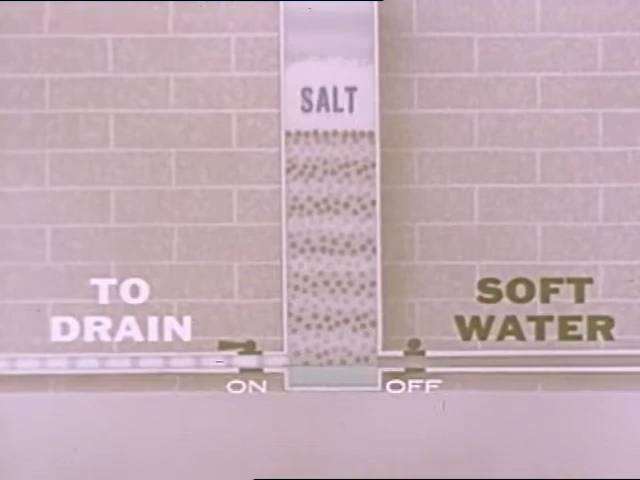 SALT
TO
DRAIN
SOFT
WATER
ON
OFF